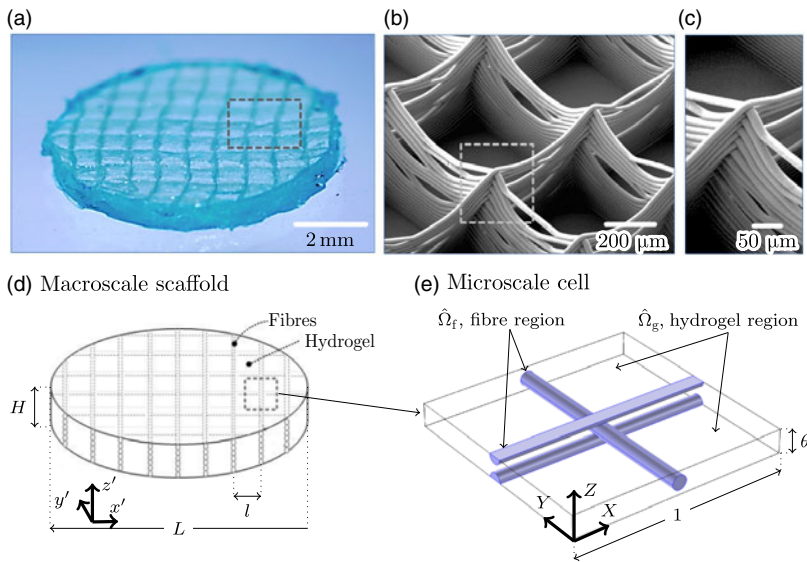 (a)
(b)
(c)
2 mm
200 μm
50 μm
(d) Macroscale scaffold
(e) Microscale cell
Fibres
Hydrogel
H
z′
y′
x′
l
L
Ω̂f, fibre region
Ω̂g, hydrogel region
θ
Y
Z
X
1